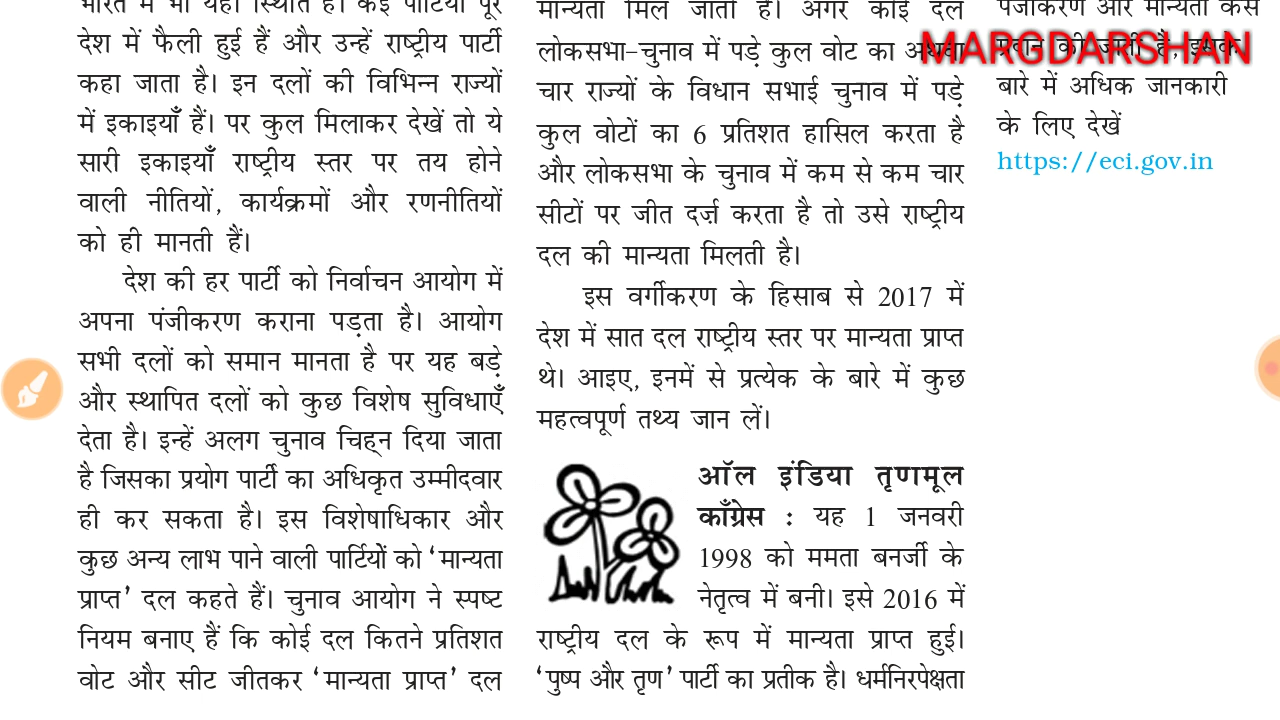 भारत में भी यही स्थिति है। कई पार्टियाँ पूरे
देश में फैली हुई हैं और उन्हें राष्ट्रीय पार्टी
कहा जाता है। इन दलों की विभिन्न राज्यों
में इकाइयाँ हैं। पर कुल मिलाकर देखें तो ये
सारी इकाइयाँ राष्ट्रीय स्तर पर तय होने
वाली नीतियों, कार्यक्रमों और रणनीतियों
को ही मानती हैं।
देश की हर पार्टी को निर्वाचन आयोग में
अपना पंजीकरण कराना पड़ता है। आयोग
सभी दलों को समान मानता है पर यह बड़े
और स्थापित दलों को कुछ विशेष सुविधाएँ
देता है। इन्हें अलग चुनाव चिह्न दिया जाता
है जिसका प्रयोग पार्टी का अधिकृत उम्मीदवार
ही कर सकता है। इस विशेषाधिकार और
कुछ अन्य लाभ पाने वाली पार्टियों को ‘मान्यता
प्राप्त’ दल कहते हैं। चुनाव आयोग ने स्पष्ट
नियम बनाए हैं कि कोई दल कितने प्रतिशत
वोट और सीट जीतकर ‘मान्यता प्राप्त’ दल
मान्यता मिल जाती है। अगर कोई दल
लोकसभा-चुनाव में पड़े कुल वोट का अथवा
चार राज्यों के विधान सभाई चुनाव में पड़े
कुल वोटों का 6 प्रतिशत हासिल करता है
और लोकसभा के चुनाव में कम से कम चार
सीटों पर जीत दर्ज़ करता है तो उसे राष्ट्रीय
दल की मान्यता मिलती है।
इस वर्गीकरण के हिसाब से 2017 में
देश में सात दल राष्ट्रीय स्तर पर मान्यता प्राप्त
थे। आइए, इनमें से प्रत्येक के बारे में कुछ
महत्वपूर्ण तथ्य जान लें।
ऑल इंडिया तृणमूल
काँग्रेस : यह 1 जनवरी
1998 को ममता बनर्जी के
नेतृत्व में बनी। इसे 2016 में
राष्ट्रीय दल के रूप में मान्यता प्राप्त हुई।
‘पुष्प और तृण’ पार्टी का प्रतीक है। धर्मनिरपेक्षता
पंजीकरण और मान्यता कैसे
प्रदान की जाती है, इसके
बारे में अधिक जानकारी
के लिए देखें
https://eci.gov.in
MARGDARSHAN